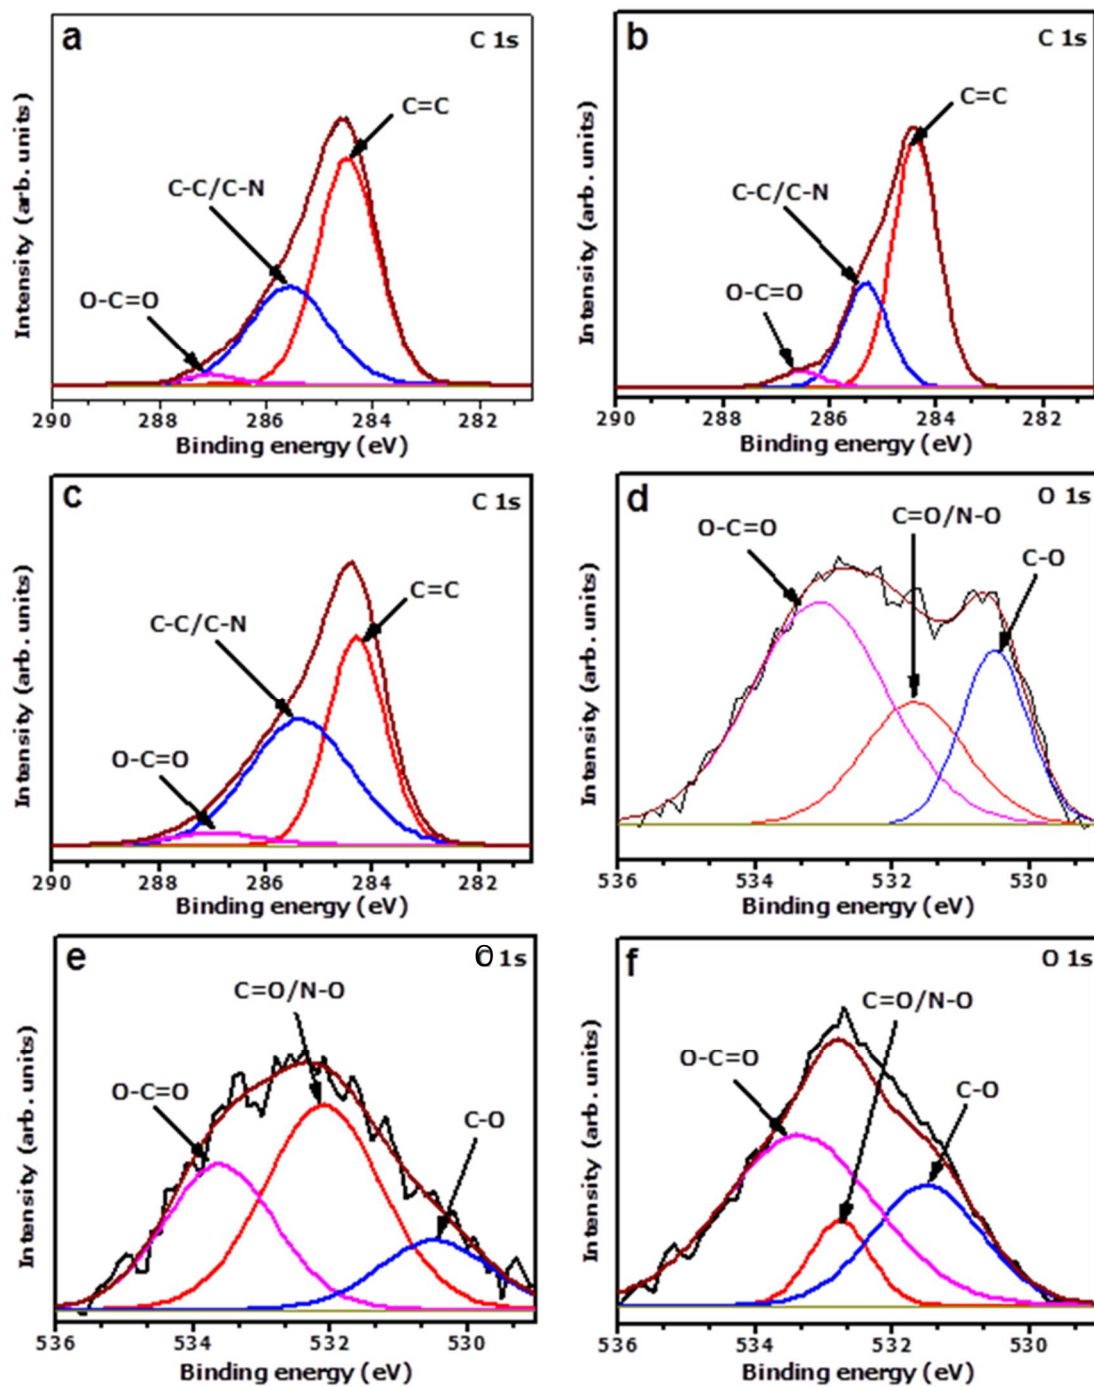 a
C 1s
C=C
C-C/C-N
O-C=O
Intensity (arb. units)
290 288 286 284 282
Binding energy (eV)
b
C 1s
C=C
C-C/C-N
O-C=O
Intensity (arb. units)
290 288 286 284 282
Binding energy (eV)
c
C 1s
C=C
C-C/C-N
O-C=O
Intensity (arb. units)
290 288 286 284 282
Binding energy (eV)
d
O 1s
C=O/N-O
O-C=O
C-O
Intensity (arb. units)
536 534 532 530
Binding energy (eV)
e
O 1s
C=O/N-O
O-C=O
C-O
Intensity (arb. units)
536 534 532 530
Binding energy (eV)
f
O 1s
C=O/N-O
O-C=O
C-O
Intensity (arb. units)
536 534 532 530
Binding energy (eV)